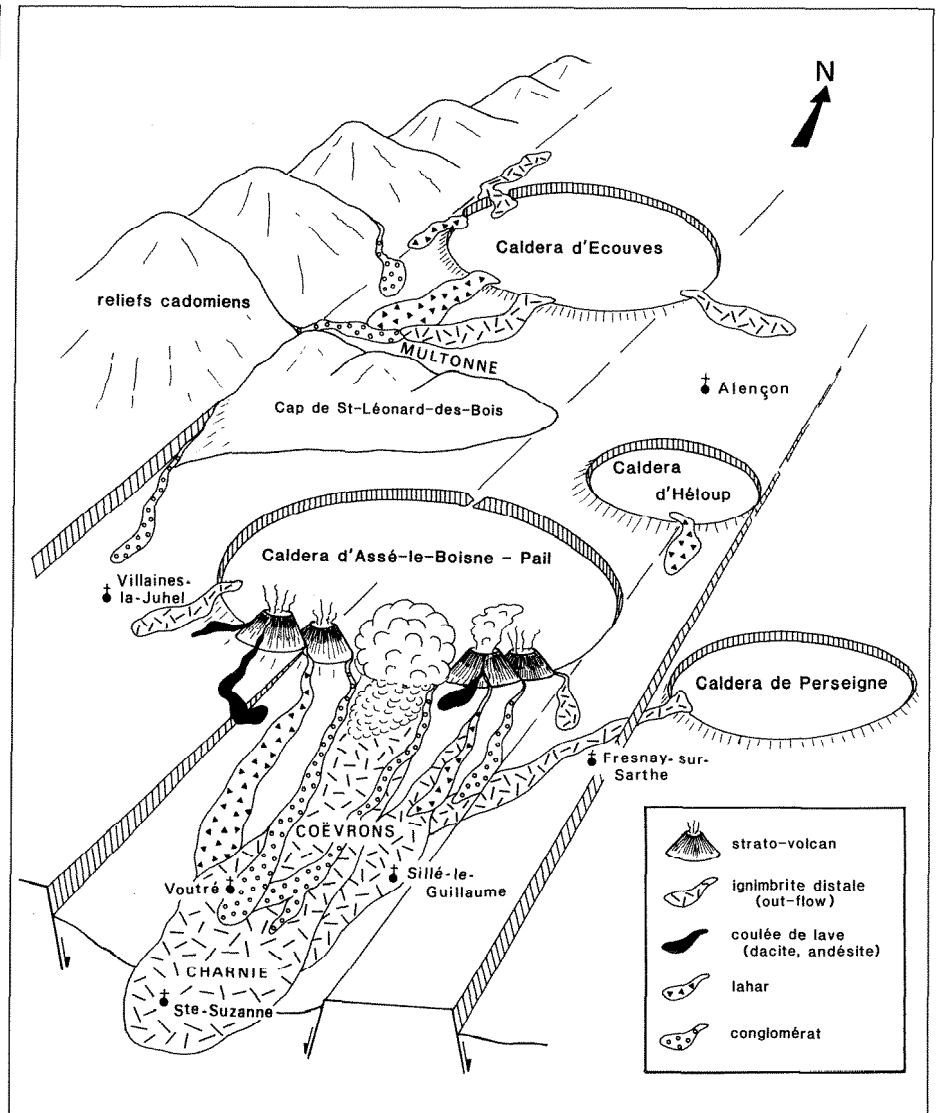 N
Caldera d'Ecouves
reliefs cadomiens
MULTONNE
Alençon
Cap de St-Léonard-des-Bois
Caldera
d'Héloup
Caldera d'Assé-le-Boisne – Pail
Villaines-
la-Juhel
Caldera de Perseigne
Fresnay-sur-
Sarthe
COËVRONS
Voutré
Sillé-le-
Guillaume
CHARNIE
Ste-Suzanne
strato-volcan
ignimbrite distale
(out-flow)
coulée de lave
(dacite, andésite)
lahar
conglomérat